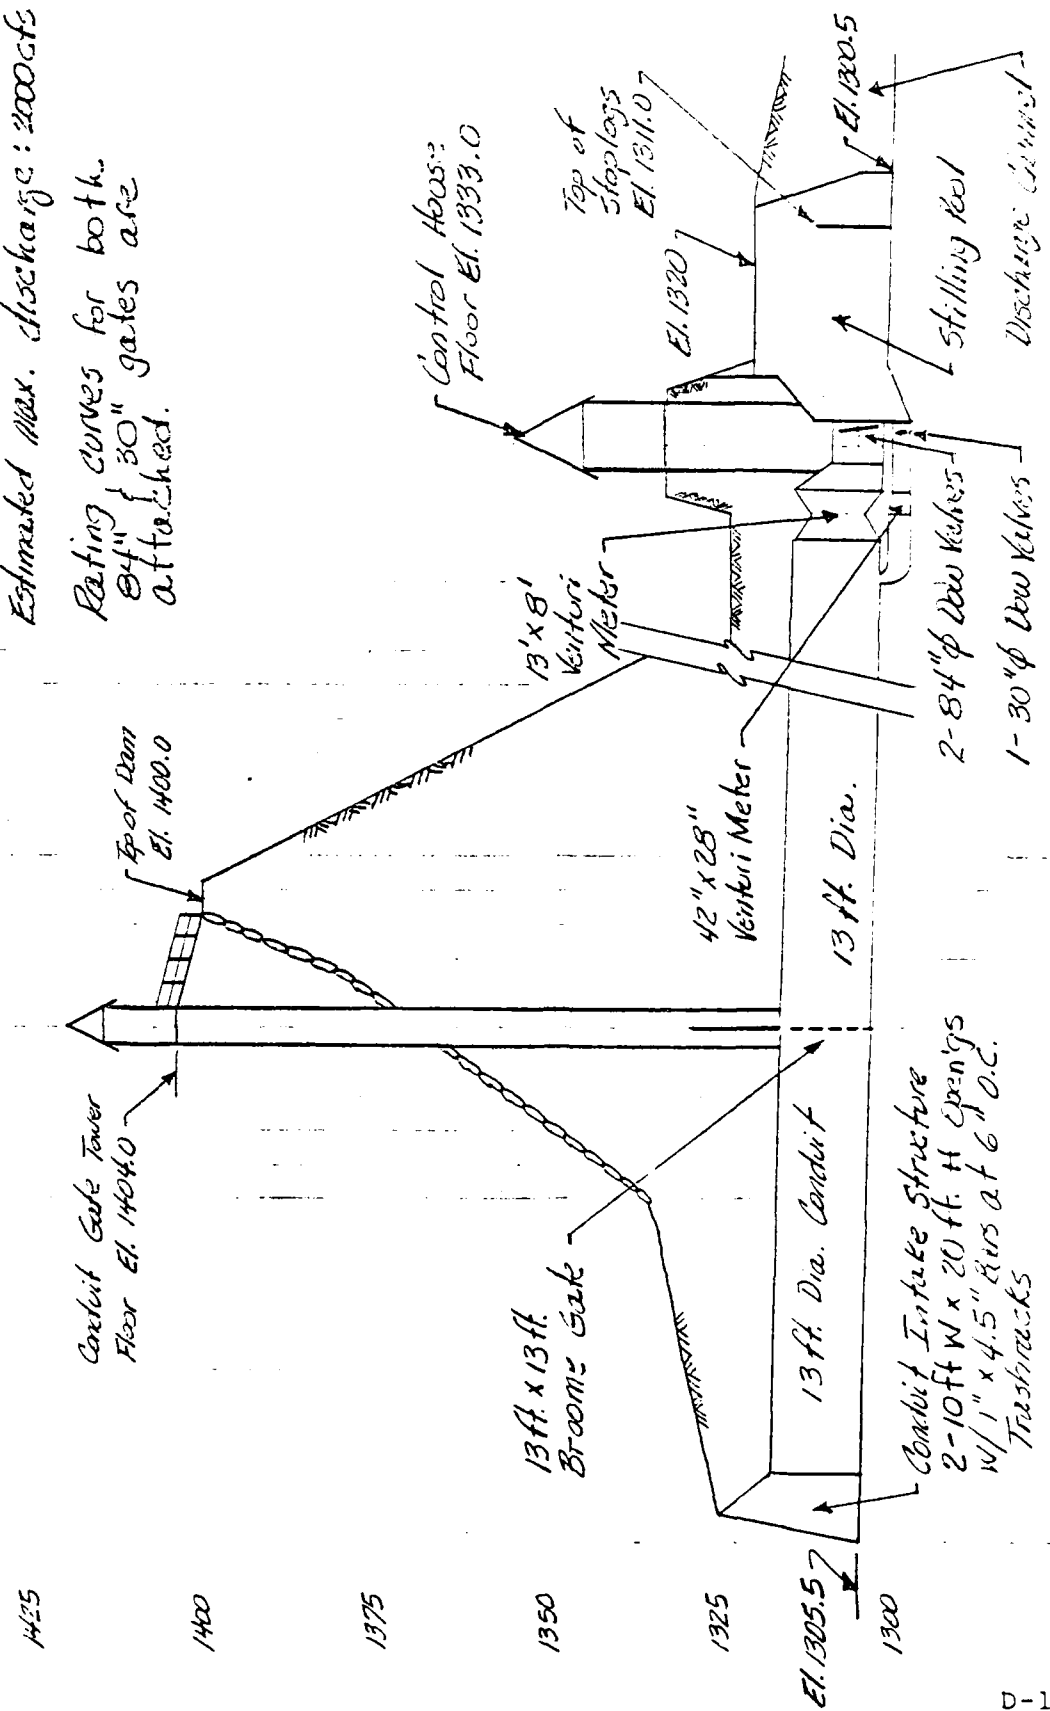 Estimated Max. discharge : 2000 cfs
Rating curves for both
84" & 30" gates are
attached.
Control House
Floor El. 1333.0
Top of
Stoplogs
El. 1311.0
El. 1320
El. 1300.5
Stilling Pool
Discharge Channel
13' x 8'
Venturi
Meter
Top of Dam
El. 1400.0
42" x 28"
Venturi Meter
2-84"φ Dow Valves
1-30"φ Dow Valves
13 ft. Dia.
Conduit Gate Tower
Floor El. 1404.0
13 ft. x 13 ft.
Broome Gate
13 ft. Dia. Conduit
Conduit Intake Structure
2-10 ft W x 20 ft. H Open'gs
w/ 1" x 4.5" Bars at 6" O.C.
Trashracks
1425
1400
1375
1350
1325
El. 1305.5
1300
D-1